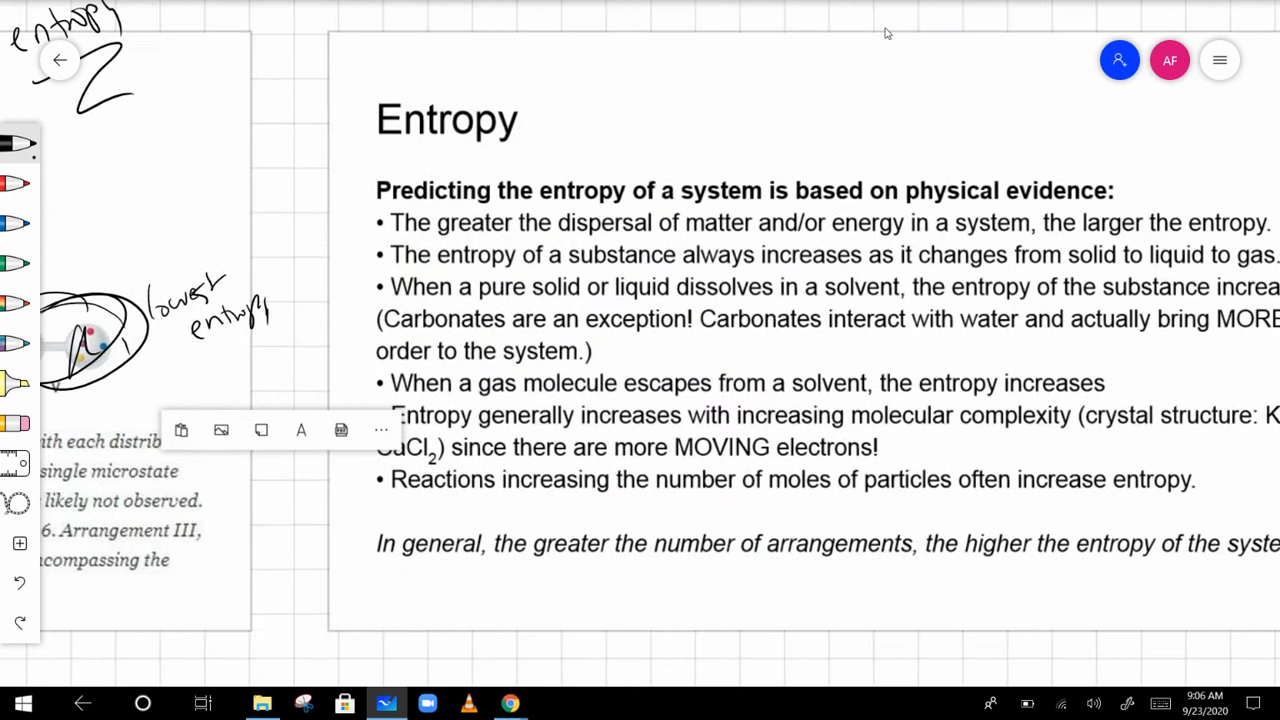 entropy
AF
Entropy
Predicting the entropy of a system is based on physical evidence:
• The greater the dispersal of matter and/or energy in a system, the larger the entropy.
• The entropy of a substance always increases as it changes from solid to liquid to gas.
• When a pure solid or liquid dissolves in a solvent, the entropy of the substance increa
(Carbonates are an exception! Carbonates interact with water and actually bring MORE
order to the system.)
• When a gas molecule escapes from a solvent, the entropy increases
Entropy generally increases with increasing molecular complexity (crystal structure: K
CaCl2) since there are more MOVING electrons!
• Reactions increasing the number of moles of particles often increase entropy.
In general, the greater the number of arrangements, the higher the entropy of the syste
lowest
entropy
with each distrib
single microstate
likely not observed.
6. Arrangement III,
ncompassing the
9:06 AM
9/23/2020